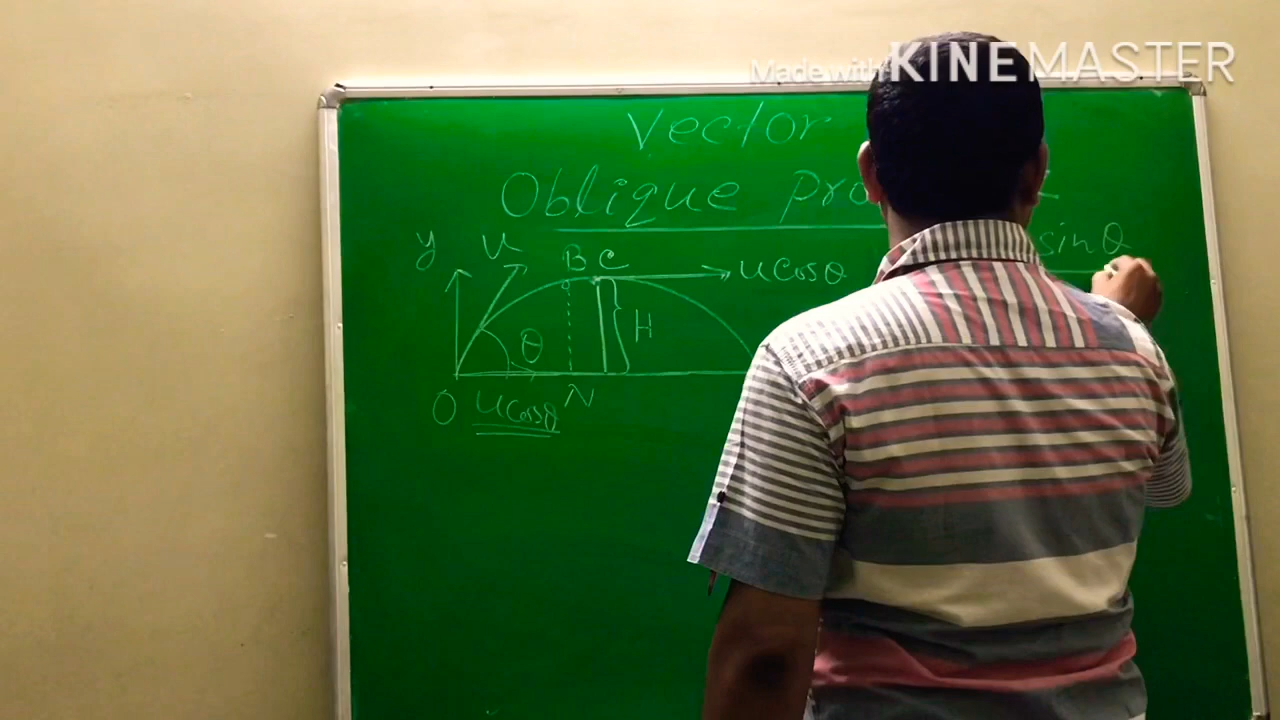 Made with KINEMASTER
Vector
Oblique pro
sinθ
y u B C uCosθ
θ H
O uCosθ N